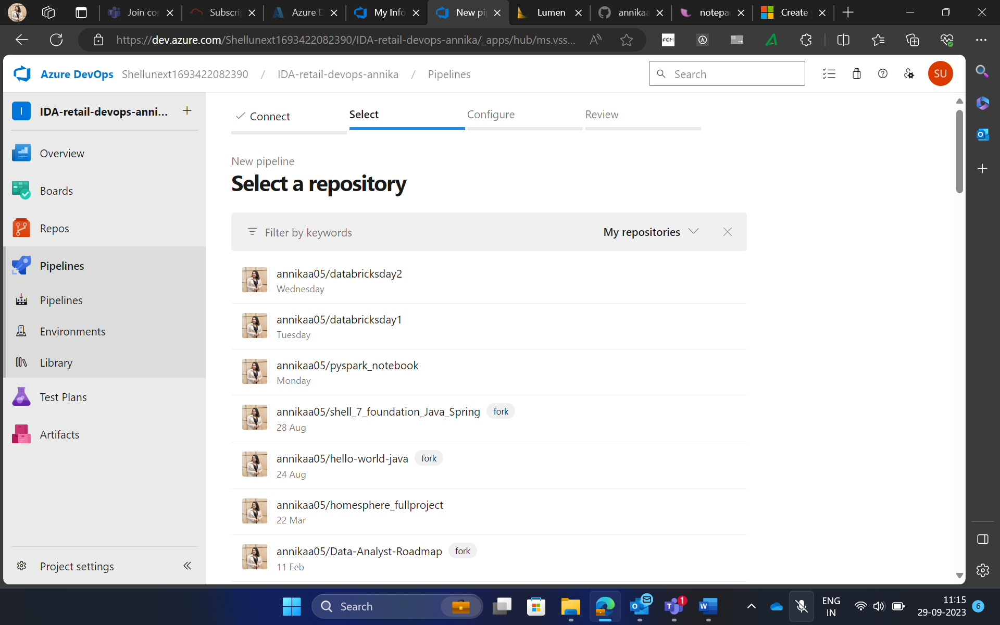 Join co
Subscri
Azure D
My Info
New pi
Lumen
annikaa
notepa
Create
https://dev.azure.com/Shellunext1693422082390/IDA-retail-devops-annika/_apps/hub/ms.vss...
Azure DevOps Shellunext1693422082390 / IDA-retail-devops-annika / Pipelines
Search
SU
I
IDA-retail-devops-anni...
Overview
Boards
Repos
Pipelines
Pipelines
Environments
Library
Test Plans
Artifacts
Project settings
Connect
Select
Configure
Review
New pipeline
Select a repository
Filter by keywords
My repositories
annikaa05/databricksday2
Wednesday
annikaa05/databricksday1
Tuesday
annikaa05/pyspark_notebook
Monday
annikaa05/shell_7_foundation_Java_Spring fork
28 Aug
annikaa05/hello-world-java fork
24 Aug
annikaa05/homesphere_fullproject
22 Mar
annikaa05/Data-Analyst-Roadmap fork
11 Feb
Search
1
ENG
IN
11:15
29-09-2023
6